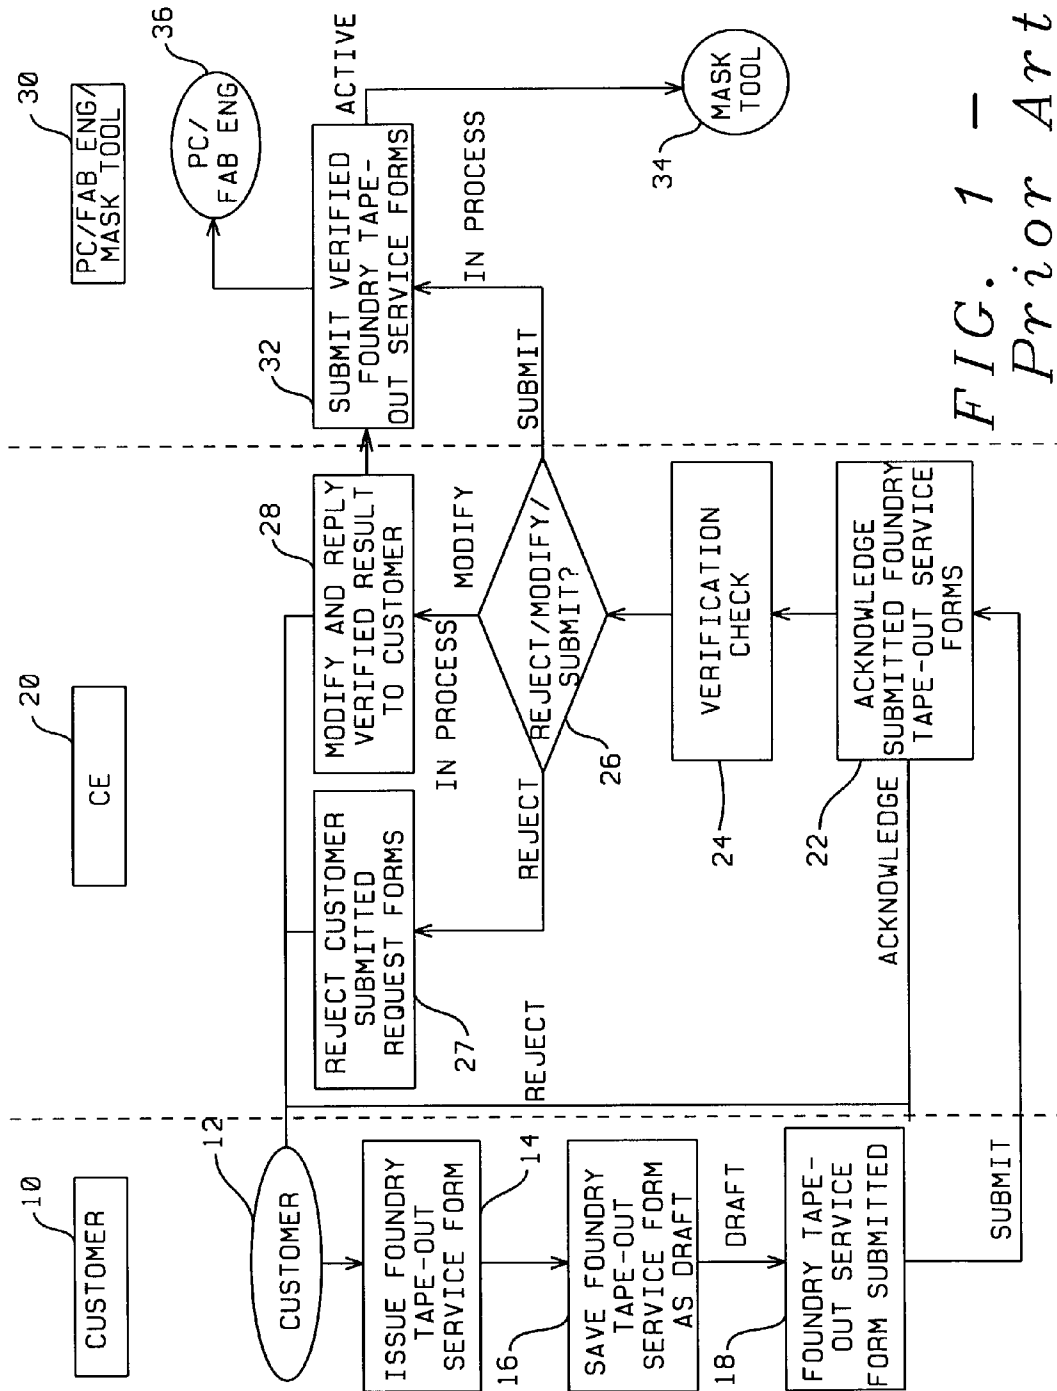 10
CUSTOMER
20
CE
30
PC/FAB ENG/
MASK TOOL
12
CUSTOMER
ISSUE FOUNDRY
TAPE-OUT
SERVICE FORM
14
16
SAVE FOUNDRY
TAPE-OUT
SERVICE FORM
AS DRAFT
DRAFT
18
FOUNDRY TAPE-
OUT SERVICE
FORM SUBMITTED
SUBMIT
REJECT CUSTOMER
SUBMITTED
REQUEST FORMS
27
REJECT
28
MODIFY AND REPLY
VERIFIED RESULT
TO CUSTOMER
IN PROCESS
MODIFY
REJECT
REJECT/MODIFY/
SUBMIT?
26
SUBMIT
VERIFICATION
CHECK
24
ACKNOWLEDGE
SUBMITTED FOUNDRY
TAPE-OUT SERVICE
FORMS
22
ACKNOWLEDGE
36
PC/
FAB ENG
32
SUBMIT VERIFIED
FOUNDRY TAPE-
OUT SERVICE FORMS
ACTIVE
IN PROCESS
34
MASK
TOOL
FIG. 1 –
Prior Art